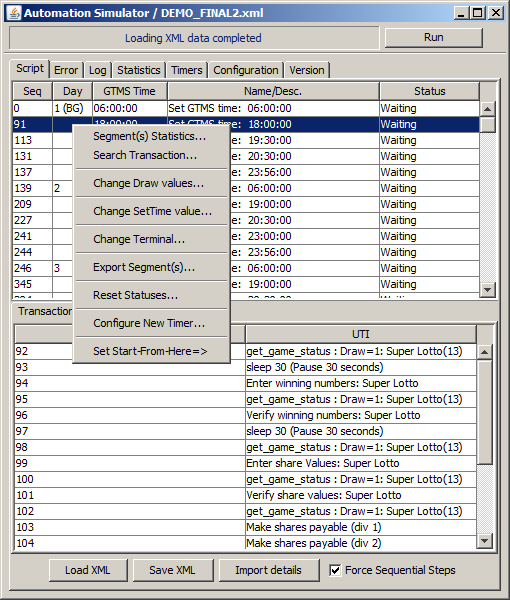 Automation Simulator / DEMO_FINAL2.xml
Loading XML data completed Run
Script Error Log Statistics Timers Configuration Version
Seq Day GTMS Time Name/Desc. Status
0 1 (BG) 06:00:00 Set GTMS time: 06:00:00 Waiting
91 18:00:00 Set GTMS time: 18:00:00 Waiting
Segment(s) Statistics...
113 e: 19:30:00 Waiting
Search Transaction...
131 e: 20:30:00 Waiting
137 e: 23:56:00 Waiting
Change Draw values...
139 2 e: 06:00:00 Waiting
209 e: 19:00:00 Waiting
Change SetTime value...
227 e: 20:30:00 Waiting
241 e: 23:00:00 Waiting
Change Terminal...
244 e: 23:56:00 Waiting
246 3 e: 06:00:00 Waiting
Export Segment(s)...
345 e: 19:00:00 Waiting
Reset Statuses...
Transaction
Configure New Timer...
UTI
Set Start-From-Here=>
92 get_game_status : Draw=1: Super Lotto(13)
93 sleep 30 (Pause 30 seconds)
94 Enter winning numbers: Super Lotto
95 get_game_status : Draw=1: Super Lotto(13)
96 Verify winning numbers: Super Lotto
97 sleep 30 (Pause 30 seconds)
98 get_game_status : Draw=1: Super Lotto(13)
99 Enter share Values: Super Lotto
100 get_game_status : Draw=1: Super Lotto(13)
101 Verify share values: Super Lotto
102 get_game_status : Draw=1: Super Lotto(13)
103 Make shares payable (div 1)
104 Make shares payable (div 2)
Load XML Save XML Import details Force Sequential Steps